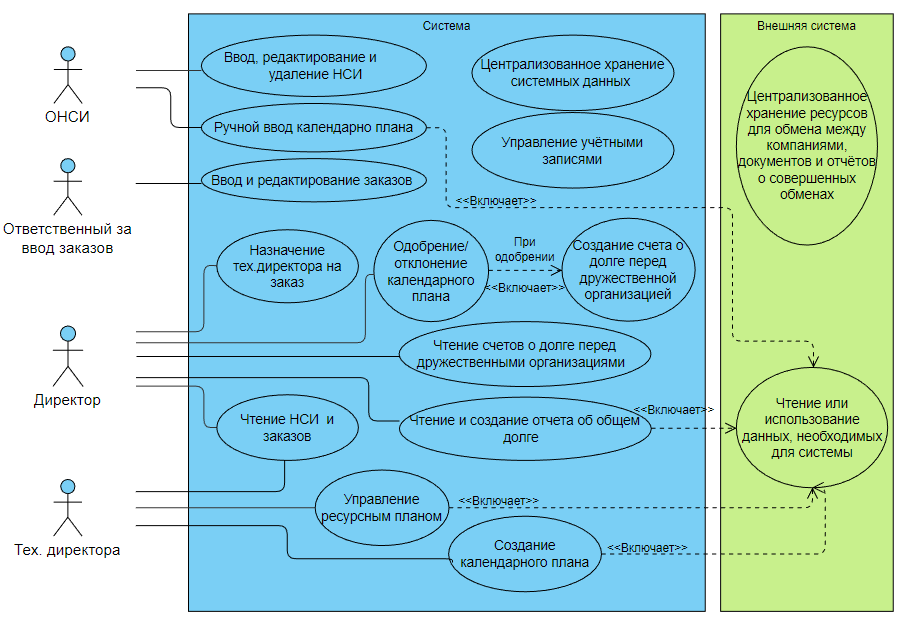 Система
Внешняя система
Ввод, редактирование и
удаление НСИ
Централизованное хранение
системных данных
Централизованное
хранение ресурсов
для обмена между
компаниями,
документов и отчётов
о совершенных
обменах
ОНСИ
Ручной ввод календарно плана
Управление учётными
записями
Ввод и редактирование заказов
<<Включает>>
Ответственный за
ввод заказов
Назначение
тех.директора на
заказ
Одобрение/
отклонение
календарного
плана
При
одобрении
<<Включает>>
Создание счета о
долге перед
дружественной
организацией
Чтение счетов о долге перед
дружественными организациями
Директор
Чтение НСИ и
заказов
Чтение и создание отчета об общем
долге
<<Включает>>
Чтение или
использование
данных, необходимых
для системы
Управление
ресурсным планом
<<Включает>>
Тех. директора
Создание
календарного плана
<<Включает>>